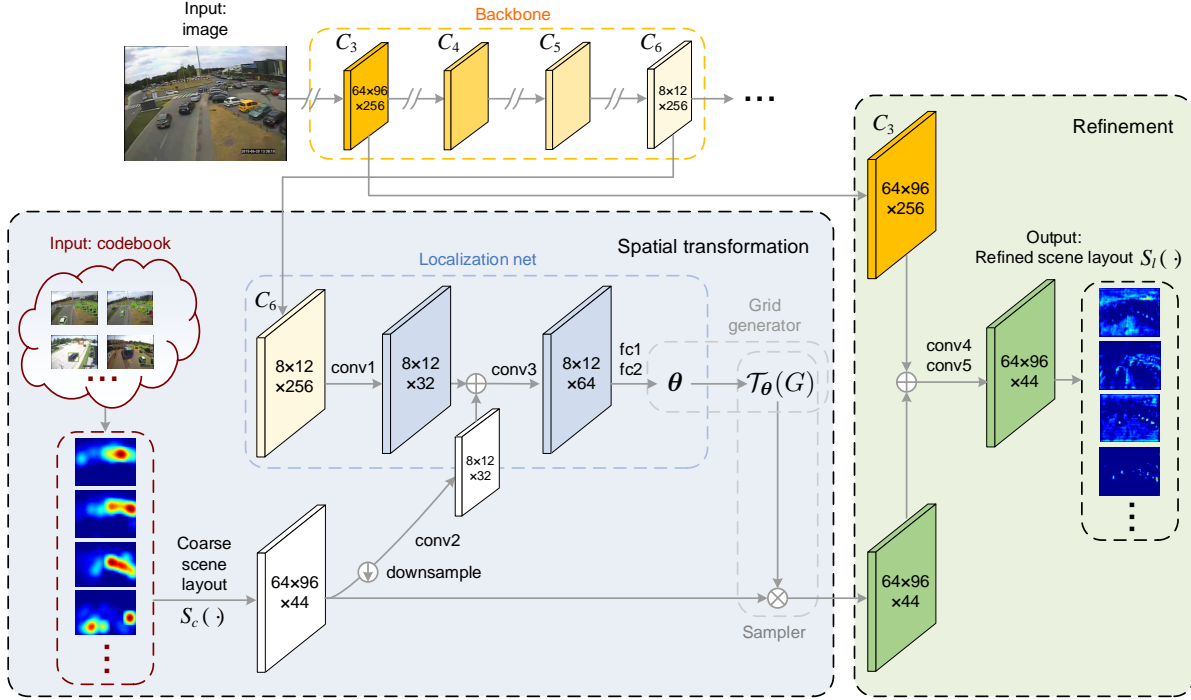 Input:
image
Backbone
C₃
C₄
C₅
C₆
64×96
×256
8×12
×256
...
Refinement
C₃
64×96
×256
Spatial transformation
Input: codebook
...
Localization net
C₆
8×12
×256
conv1
8×12
×32
conv3
8×12
×64
fc1
fc2
Grid
generator
θ
𝒯_θ(G)
8×12
×32
conv2
downsample
Coarse
scene
layout
S_c(·)
64×96
×44
Sampler
64×96
×44
conv4
conv5
64×96
×44
Output:
Refined scene layout S_l(·)